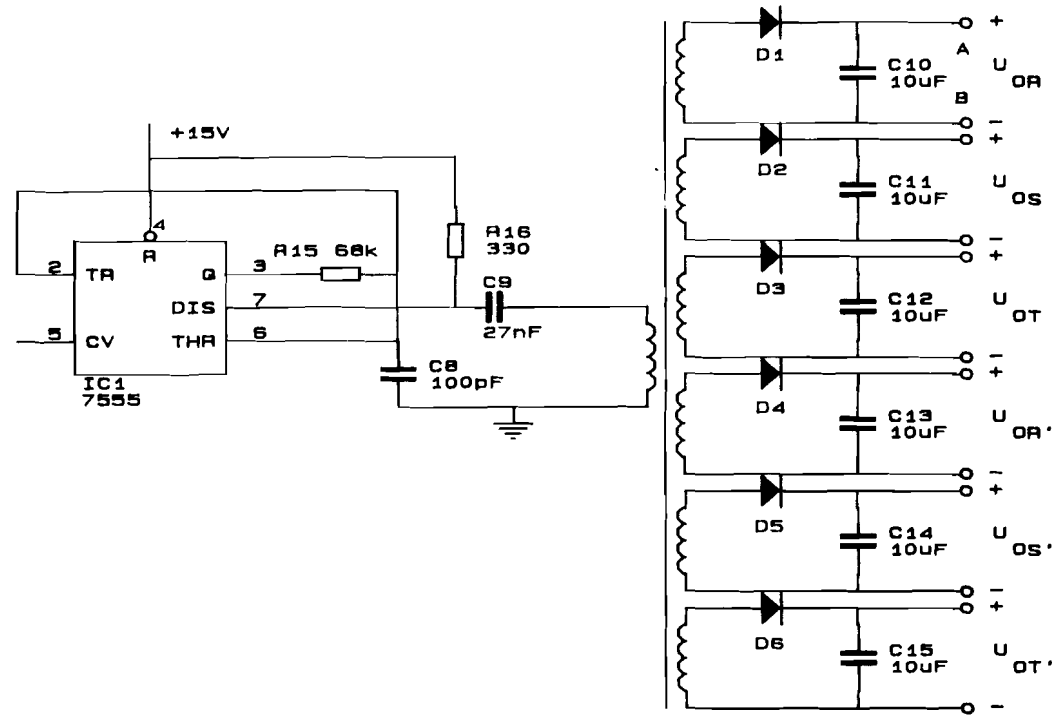 +15V
4
R
2 TR
Q 3
R15 68k
DIS 7
5 CV
THR 6
IC1
7555
R16
330
C9
27nF
C8
100pF
D1
C10
10uF
+
A
B
-
U OR
D2
C11
10uF
+
-
U OS
D3
C12
10uF
+
-
U OT
D4
C13
10uF
+
-
U OR'
D5
C14
10uF
+
-
U OS'
D6
C15
10uF
+
-
U OT'